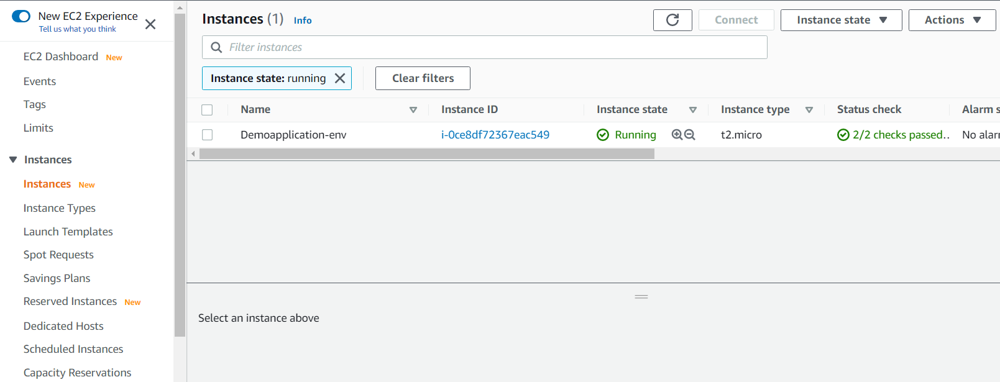 New EC2 Experience
Tell us what you think
EC2 Dashboard New
Events
Tags
Limits
Instances
Instances New
Instance Types
Launch Templates
Spot Requests
Savings Plans
Reserved Instances New
Dedicated Hosts
Scheduled Instances
Capacity Reservations
Instances (1) Info
Connect
Instance state
Actions
Filter instances
Instance state: running
Clear filters
Name Instance ID Instance state Instance type Status check Alarm s
Demoapplication-env i-0ce8df72367eac549 Running t2.micro 2/2 checks passed.. No alar
Select an instance above